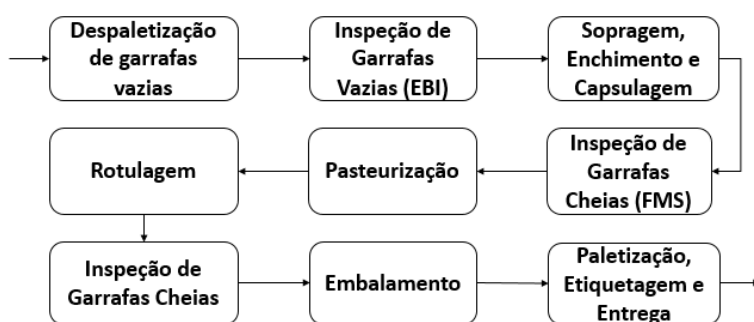 Despaletização
de garrafas
vazias
Inspeção de
Garrafas
Vazias (EBI)
Sopragem,
Enchimento e
Capsulagem
Inspeção de
Garrafas
Cheias (FMS)
Pasteurização
Rotulagem
Inspeção de
Garrafas Cheias
Embalamento
Paletização,
Etiquetagem e
Entrega